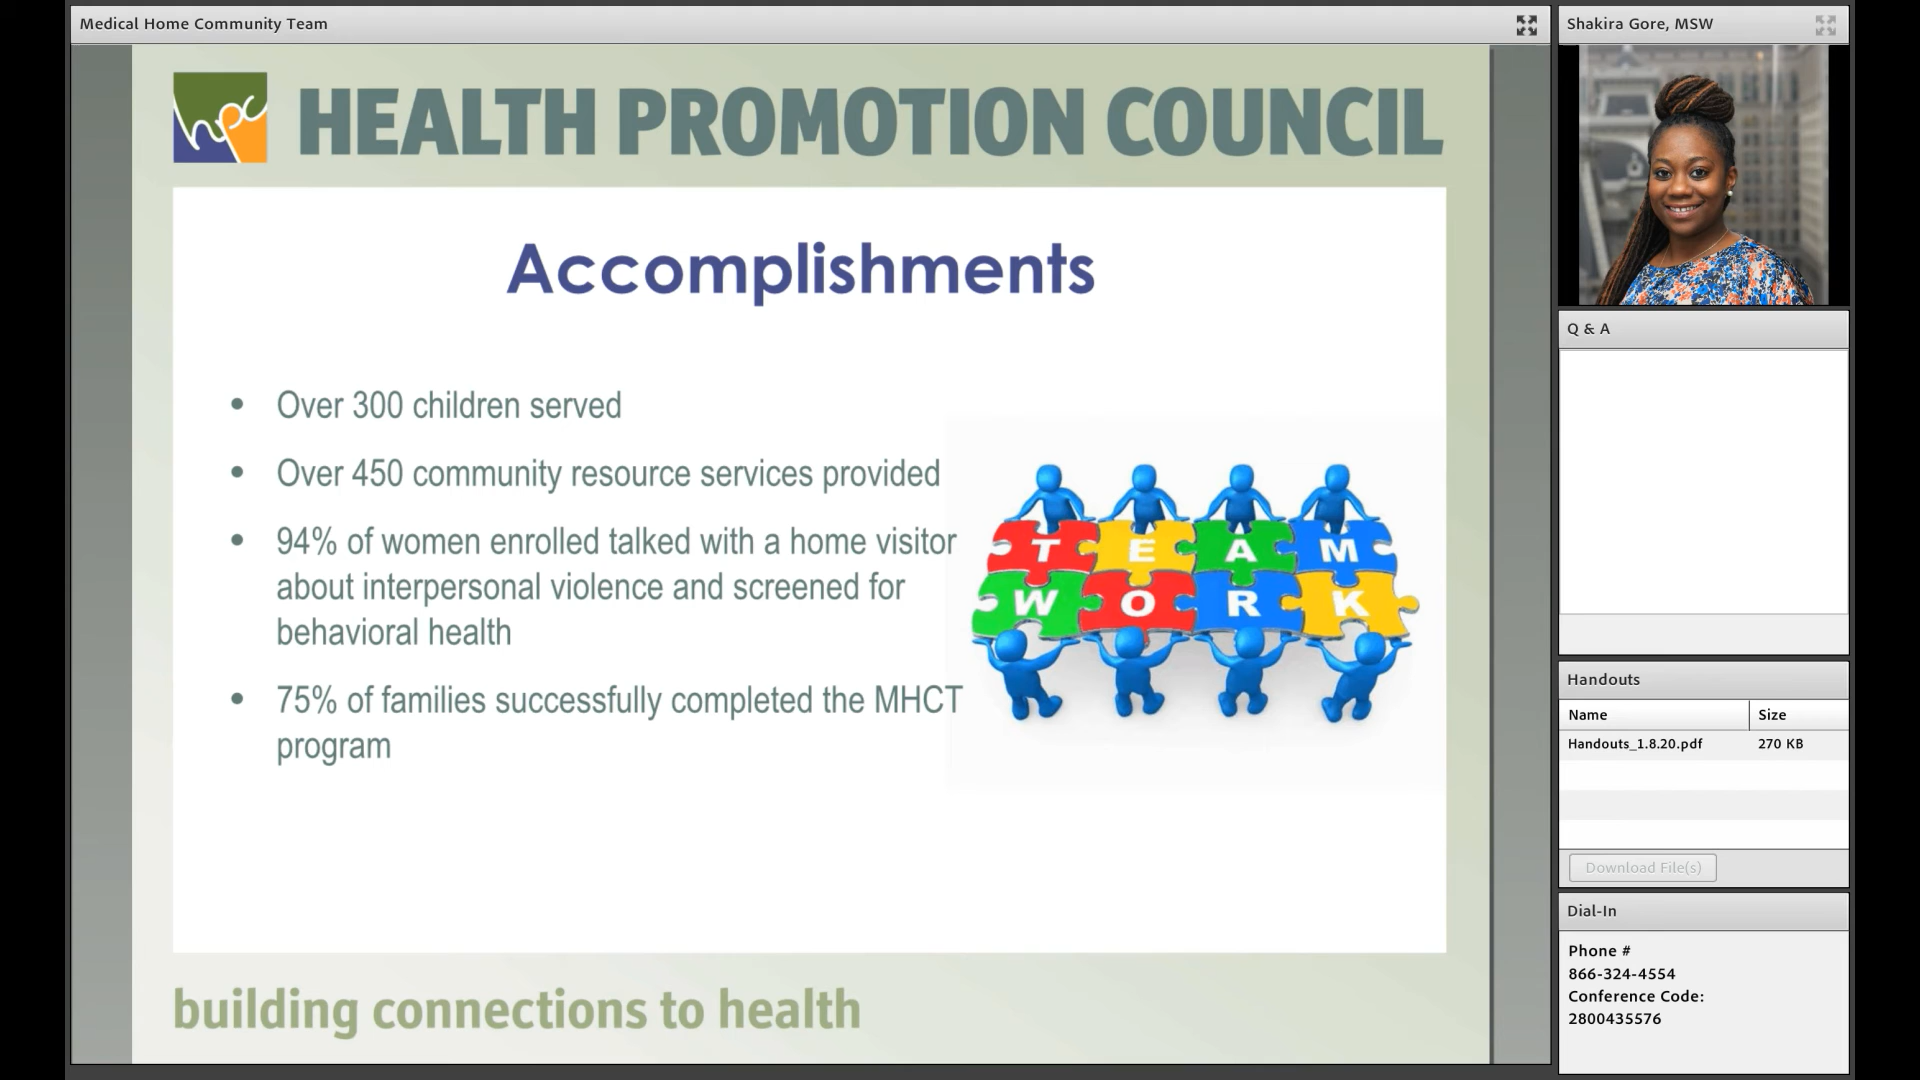 Medical Home Community Team
hpc
HEALTH PROMOTION COUNCIL
Accomplishments
• Over 300 children served
• Over 450 community resource services provided
• 94% of women enrolled talked with a home visitor
about interpersonal violence and screened for
behavioral health
• 75% of families successfully completed the MHCT
program
TEAM
WORK
building connections to health
Shakira Gore, MSW
Q & A
Handouts
Name Size
Handouts_1.8.20.pdf 270 KB
Download File(s)
Dial-In
Phone #
866-324-4554
Conference Code:
2800435576